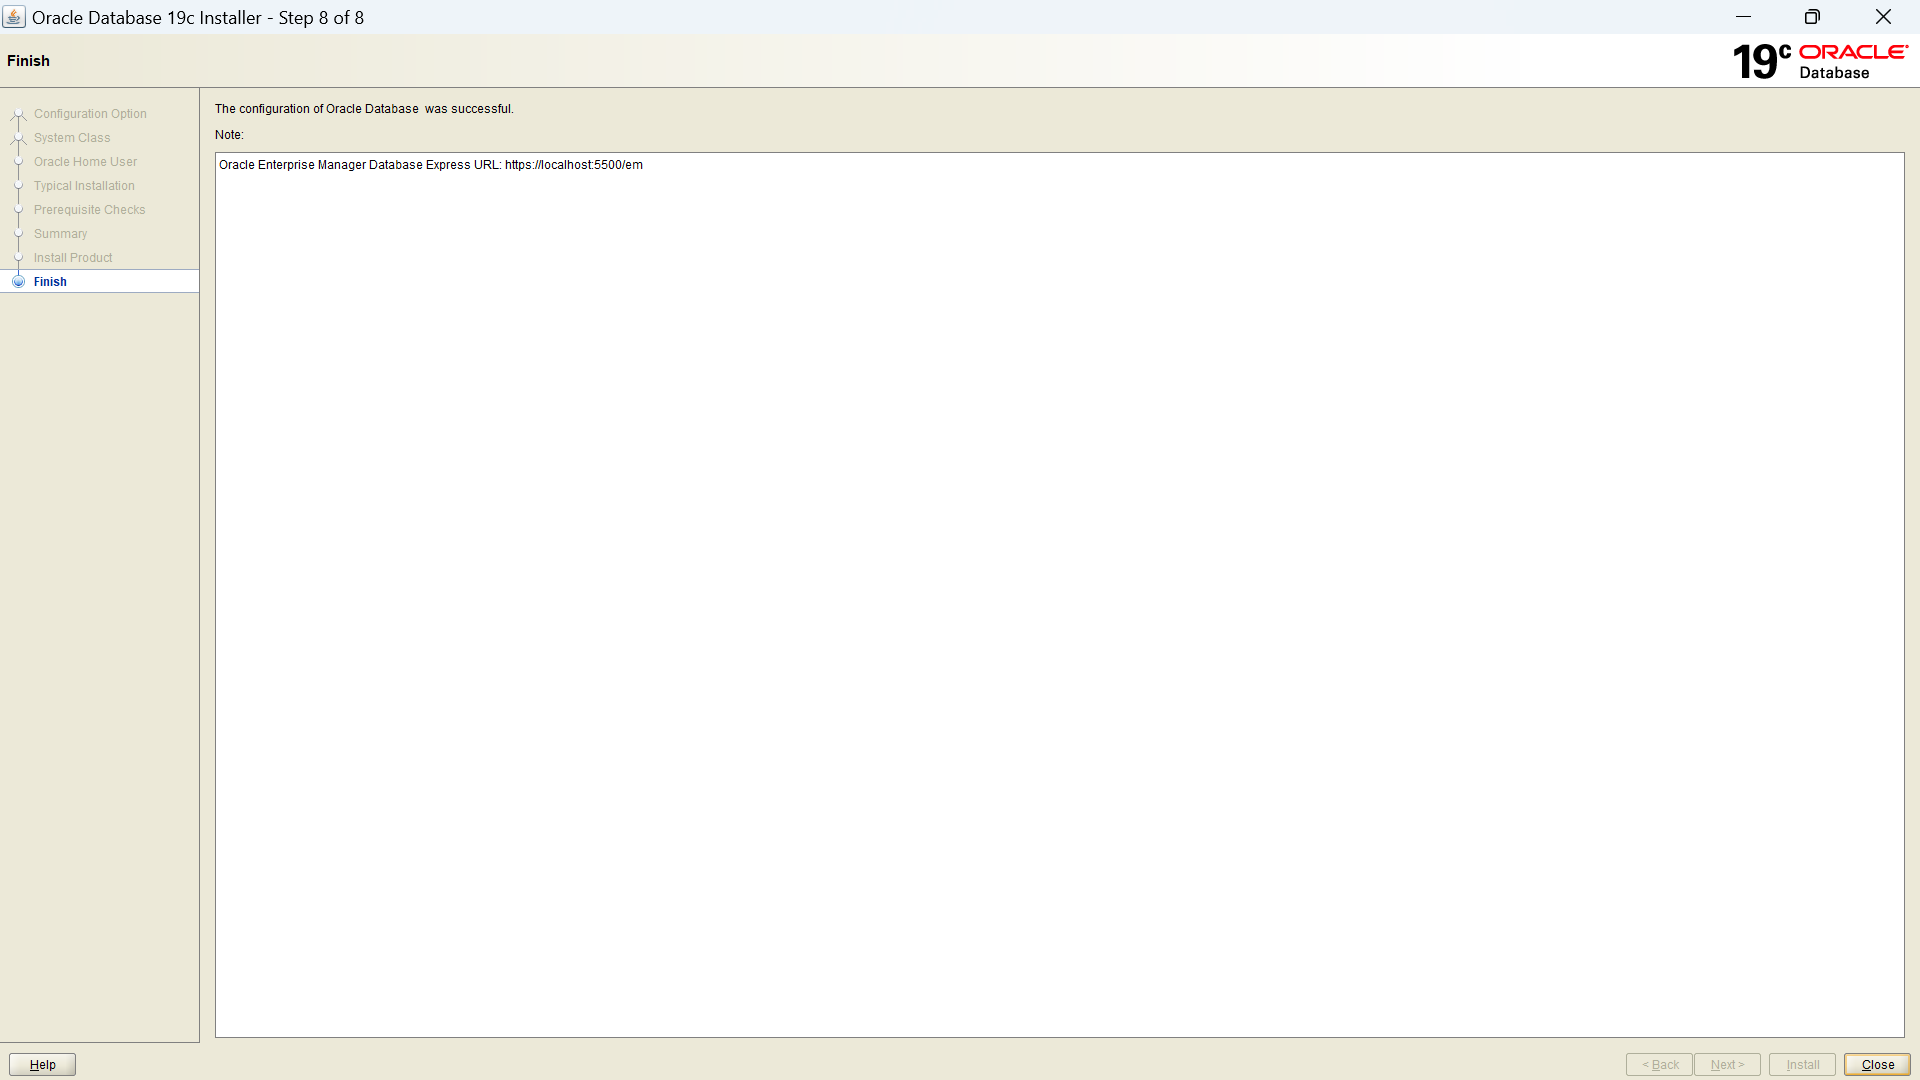 Oracle Database 19c Installer - Step 8 of 8
Finish
19c ORACLE
Database
Configuration Option
System Class
Oracle Home User
Typical Installation
Prerequisite Checks
Summary
Install Product
Finish
The configuration of Oracle Database  was successful.
Note:
Oracle Enterprise Manager Database Express URL: https://localhost:5500/em
Help
< Back
Next >
Install
Close